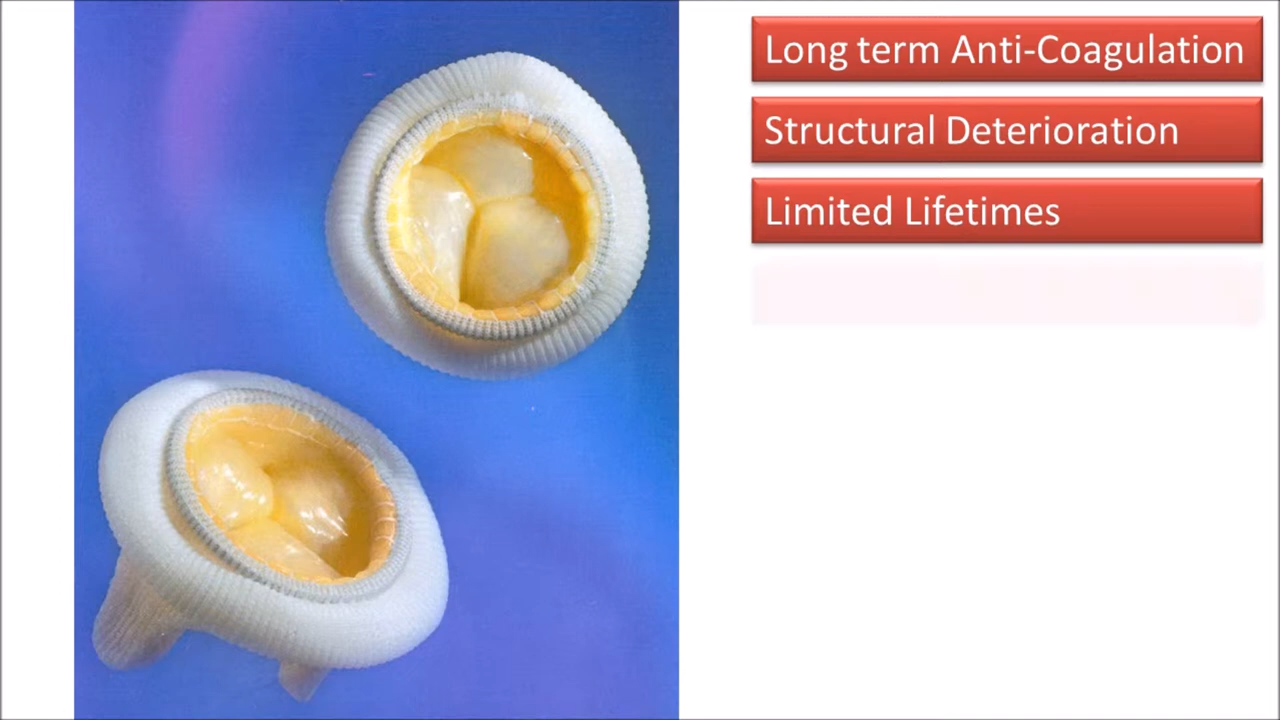 Long term Anti-Coagulation
Structural Deterioration
Limited Lifetimes